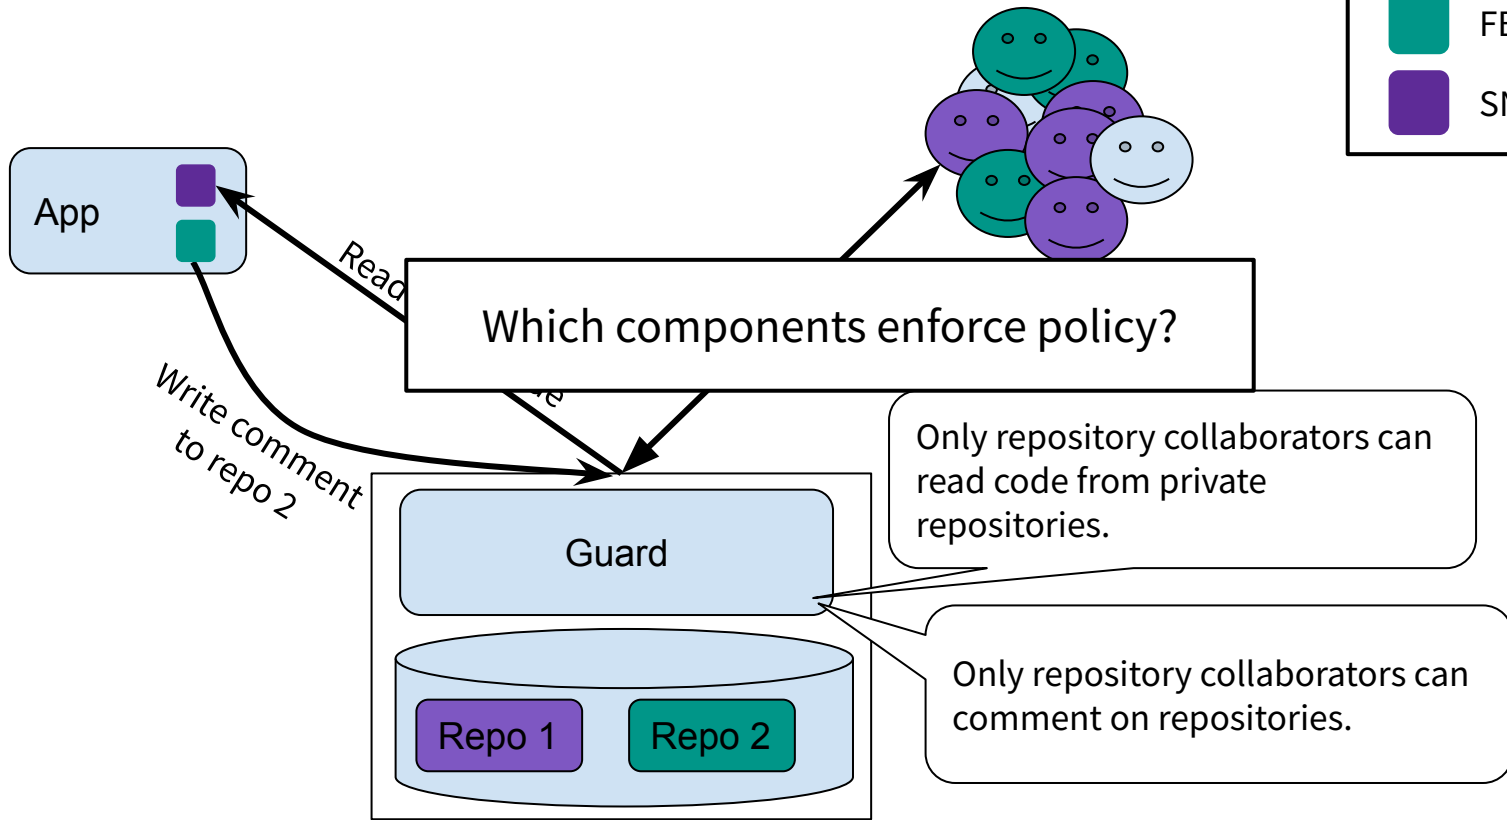 FE
SN
App
Read
Which components enforce policy?
Write comment
to repo 2
Only repository collaborators can
read code from private
repositories.
Guard
Only repository collaborators can
comment on repositories.
Repo 1
Repo 2